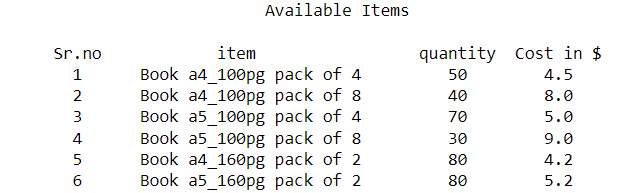 Available Items
Sr.no item quantity Cost in $
1 Book a4_100pg pack of 4 50 4.5
2 Book a4_100pg pack of 8 40 8.0
3 Book a5_100pg pack of 4 70 5.0
4 Book a5_100pg pack of 8 30 9.0
5 Book a4_160pg pack of 2 80 4.2
6 Book a5_160pg pack of 2 80 5.2